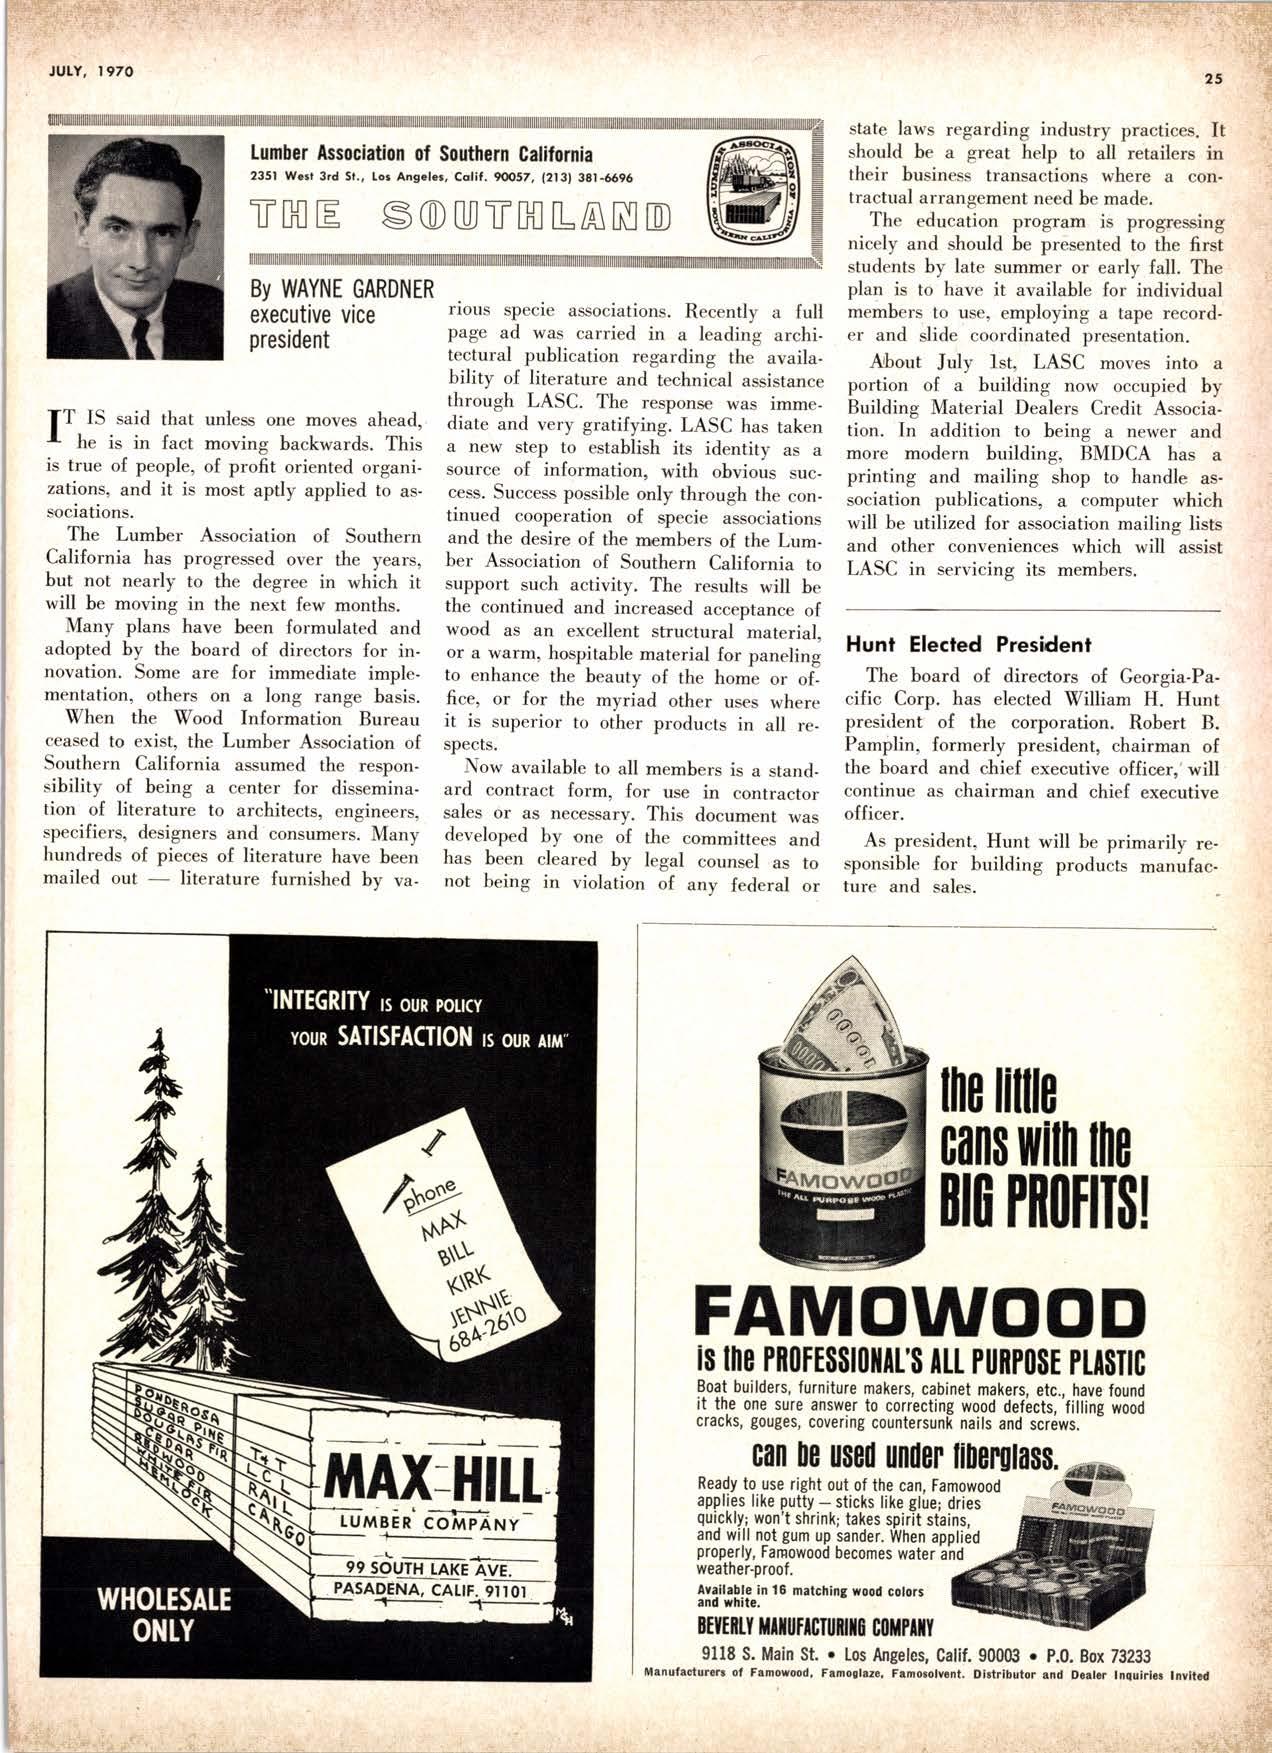 JULY, 1970
25
Lumber Association of Southern California
2351 West 3rd St., Los Angeles, Calif. 90057, (213) 381-6696
THE SOUTHLAND
LUMBER ASSOCIATION OF
SOUTHERN CALIFORNIA
By WAYNE GARDNER
executive vice
president
IT IS said that unless one moves ahead,
he is in fact moving backwards. This
is true of people, of profit oriented organi-
zations, and it is most aptly applied to as-
sociations.
The Lumber Association of Southern
California has progressed over the years,
but not nearly to the degree in which it
will be moving in the next few months.
Many plans have been formulated and
adopted by the board of directors for in-
novation. Some are for immediate imple-
mentation, others on a long range basis.
When the Wood Information Bureau
ceased to exist, the Lumber Association of
Southern California assumed the respon-
sibility of being a center for dissemina-
tion of literature to architects, engineers,
specifiers, designers and consumers. Many
hundreds of pieces of literature have been
mailed out — literature furnished by va-
rious specie associations. Recently a full
page ad was carried in a leading archi-
tectural publication regarding the availa-
bility of literature and technical assistance
through LASC. The response was imme-
diate and very gratifying. LASC has taken
a new step to establish its identity as a
source of information, with obvious suc-
cess. Success possible only through the con-
tinued cooperation of specie associations
and the desire of the members of the Lum-
ber Association of Southern California to
support such activity. The results will be
the continued and increased acceptance of
wood as an excellent structural material,
or a warm, hospitable material for paneling
to enhance the beauty of the home or of-
fice, or for the myriad other uses where
it is superior to other products in all re-
spects.
Now available to all members is a stand-
ard contract form, for use in contractor
sales or as necessary. This document was
developed by one of the committees and
has been cleared by legal counsel as to
not being in violation of any federal or
state laws regarding industry practices. It
should be a great help to all retailers in
their business transactions where a con-
tractual arrangement need be made.
The education program is progressing
nicely and should be presented to the first
students by late summer or early fall. The
plan is to have it available for individual
members to use, employing a tape record-
er and slide coordinated presentation.
About July 1st, LASC moves into a
portion of a building now occupied by
Building Material Dealers Credit Associa-
tion. In addition to being a newer and
more modern building, BMDCA has a
printing and mailing shop to handle as-
sociation publications, a computer which
will be utilized for association mailing lists
and other conveniences which will assist
LASC in servicing its members.
Hunt Elected President
The board of directors of Georgia-Pa-
cific Corp. has elected William H. Hunt
president of the corporation. Robert B.
Pamplin, formerly president, chairman of
the board and chief executive officer, will
continue as chairman and chief executive
officer.
As president, Hunt will be primarily re-
sponsible for building products manufac-
ture and sales.
"INTEGRITY IS OUR POLICY
YOUR SATISFACTION IS OUR AIM"
phone
MAX
BILL
KIRK
JENNIE
684-2610
PONDEROSA
SUGAR PINE
DOUGLAS FIR
CEDAR
REDWOOD
WHITE FIR
HEMLOCK
T & T
L C L
RAIL
CARGO
MAX HILL
LUMBER COMPANY
99 SOUTH LAKE AVE.
PASADENA, CALIF. 91101
MGH
WHOLESALE
ONLY
FAMOWOOD
THE ALL PURPOSE WOOD PLASTIC
the little
cans with the
BIG PROFITS!
FAMOWOOD
is the PROFESSIONAL'S ALL PURPOSE PLASTIC
Boat builders, furniture makers, cabinet makers, etc., have found
it the one sure answer to correcting wood defects, filling wood
cracks, gouges, covering countersunk nails and screws.
can be used under fiberglass.
Ready to use right out of the can, Famowood
applies like putty — sticks like glue; dries
quickly; won't shrink; takes spirit stains,
and will not gum up sander. When applied
properly, Famowood becomes water and
weather-proof.
Available in 16 matching wood colors
and white.
FAMOWOOD
BEVERLY MANUFACTURING COMPANY
9118 S. Main St. • Los Angeles, Calif. 90003 • P.O. Box 73233
Manufacturers of Famowood, Famoglaze, Famosolvent. Distributor and Dealer Inquiries Invited